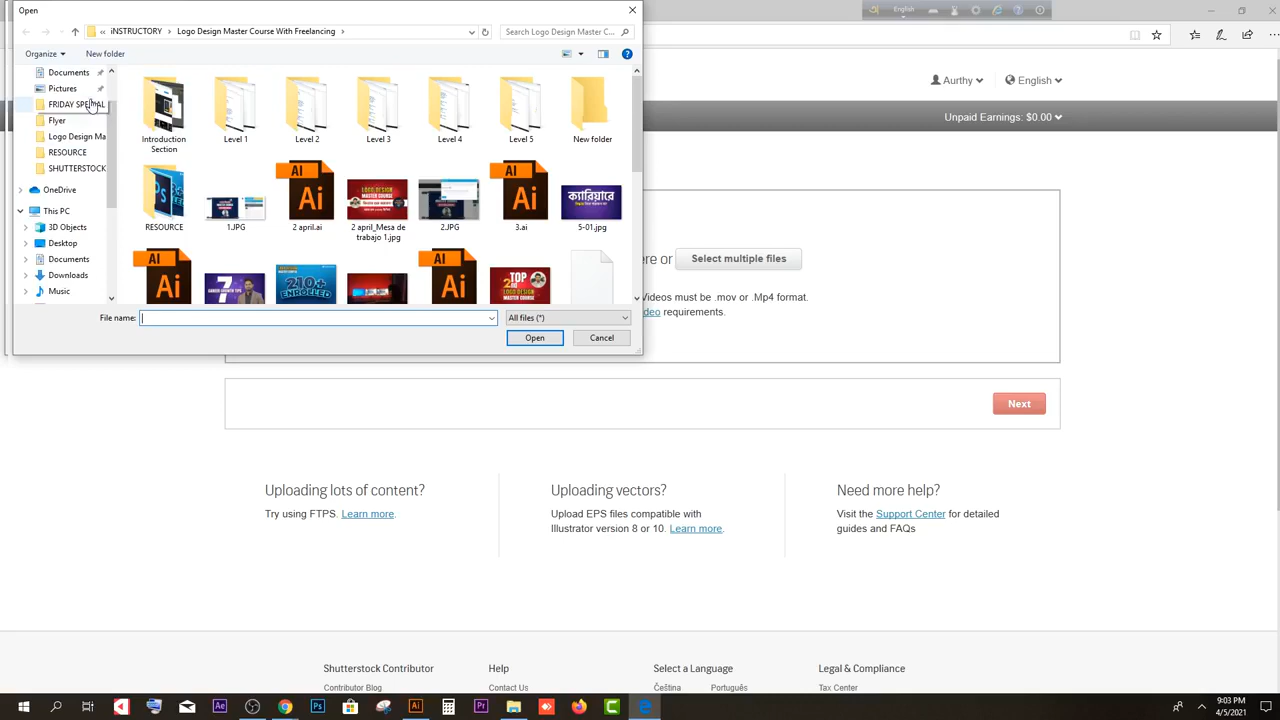 Open
English
« iNSTRUCTORY > Logo Design Master Course With Freelancing >
Search Logo Design Master C...
Organize
New folder
Documents
Pictures
FRIDAY SPECIAL
Flyer
Logo Design Ma
RESOURCE
SHUTTERSTOCK
OneDrive
This PC
3D Objects
Desktop
Documents
Downloads
Music
Introduction
Section
Level 1
Level 2
Level 3
Level 4
Level 5
New folder
RESOURCE
1.JPG
2 april.ai
2 april_Mesa de
trabajo 1.jpg
2.JPG
3.ai
5-01.jpg
File name:
All files (*)
Open
Cancel
Aurthy
English
Unpaid Earnings: $0.00
ere or
Select multiple files
Videos must be .mov or .Mp4 format.
deo requirements.
Next
Uploading lots of content?
Try using FTPS. Learn more.
Uploading vectors?
Upload EPS files compatible with
Illustrator version 8 or 10. Learn more.
Need more help?
Visit the Support Center for detailed
guides and FAQs
Shutterstock Contributor
Contributor Blog
Help
Contact Us
Select a Language
Čeština
Português
Legal & Compliance
Tax Center
9:03 PM
4/5/2021